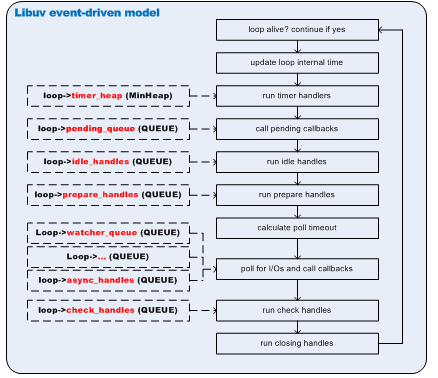 Libuv event-driven model
loop alive? continue if yes
update loop internal time
loop->timer_heap (MinHeap)
run timer handlers
loop->pending_queue (QUEUE)
call pending callbacks
loop->idle_handles (QUEUE)
run idle handles
loop->prepare_handles (QUEUE)
run prepare handles
calculate poll timeout
Loop->watcher_queue (QUEUE)
Loop->... (QUEUE)
loop->async_handles (QUEUE)
poll for I/Os and call callbacks
loop->check_handles (QUEUE)
run check handles
run closing handles